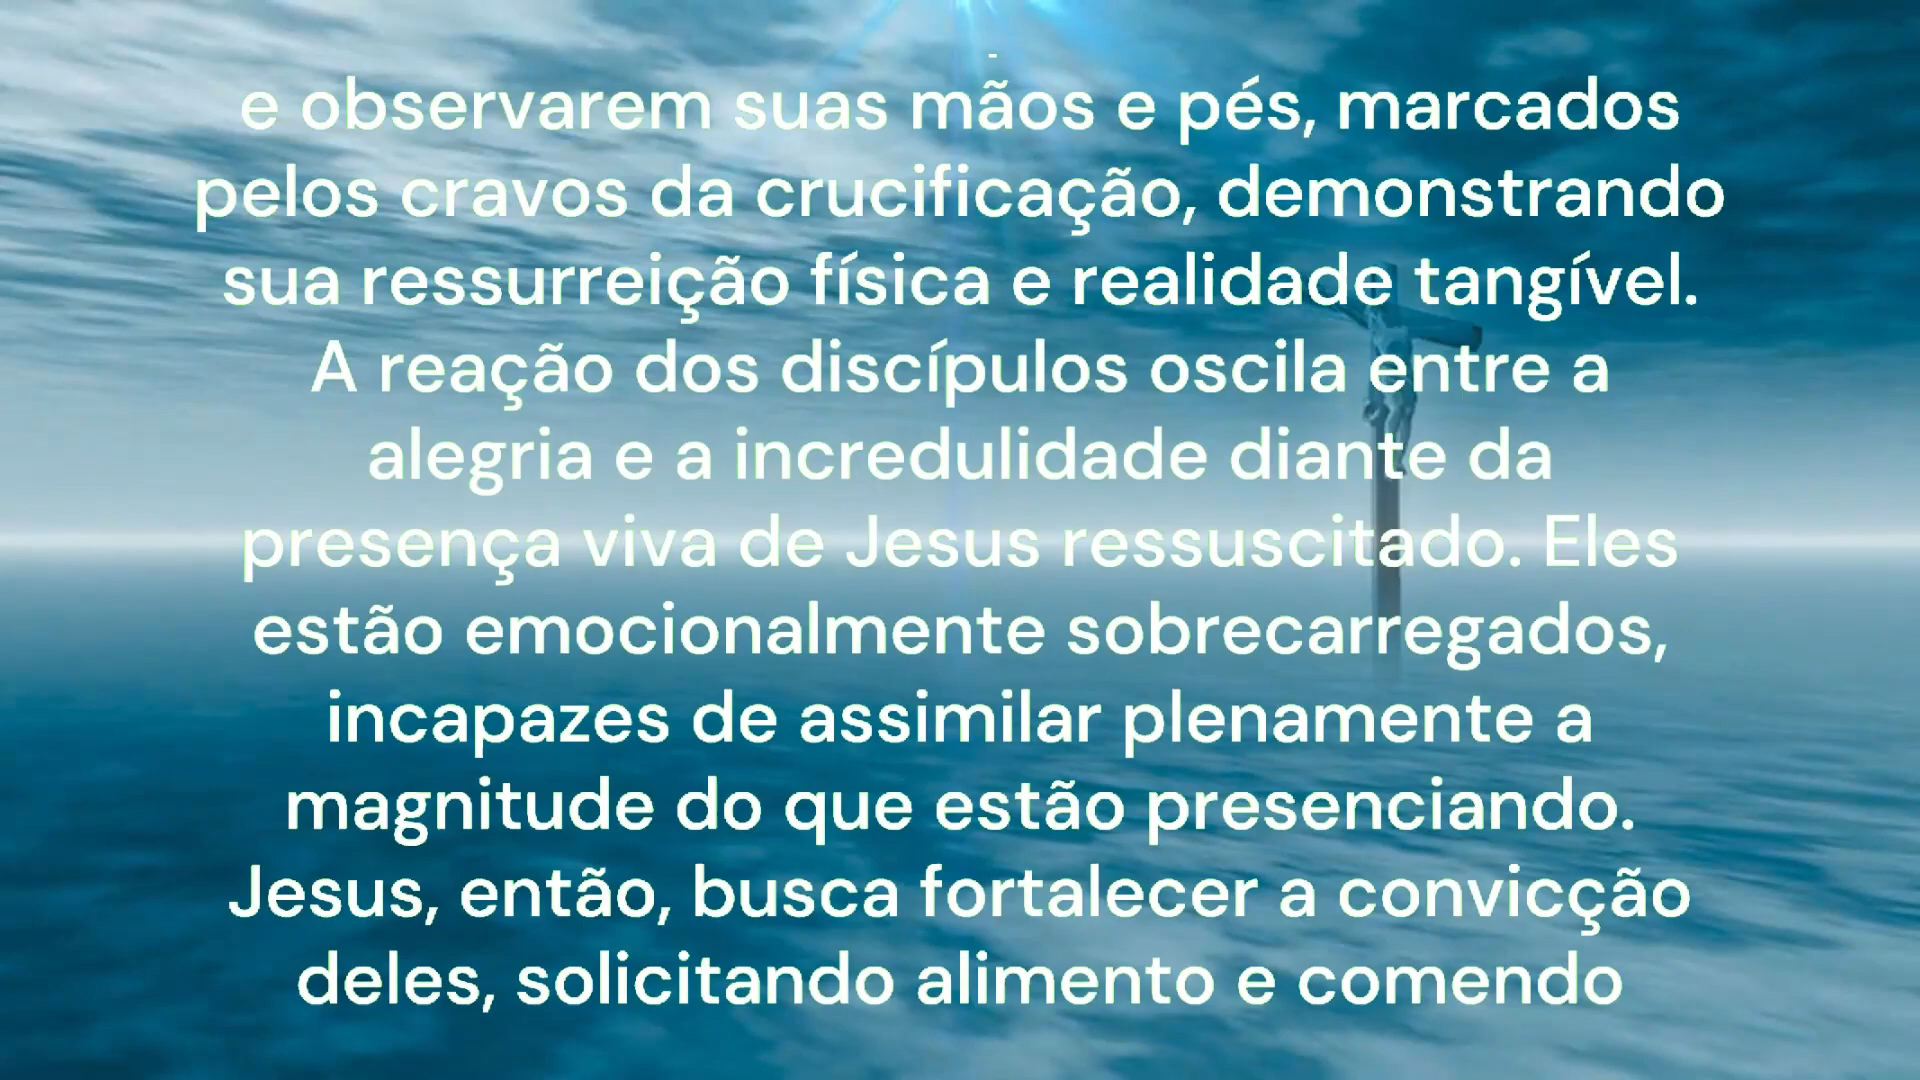 e observarem suas mãos e pés, marcados
pelos cravos da crucificação, demonstrando
sua ressurreição física e realidade tangível.
A reação dos discípulos oscila entre a
alegria e a incredulidade diante da
presença viva de Jesus ressuscitado. Eles
estão emocionalmente sobrecarregados,
incapazes de assimilar plenamente a
magnitude do que estão presenciando.
Jesus, então, busca fortalecer a convicção
deles, solicitando alimento e comendo